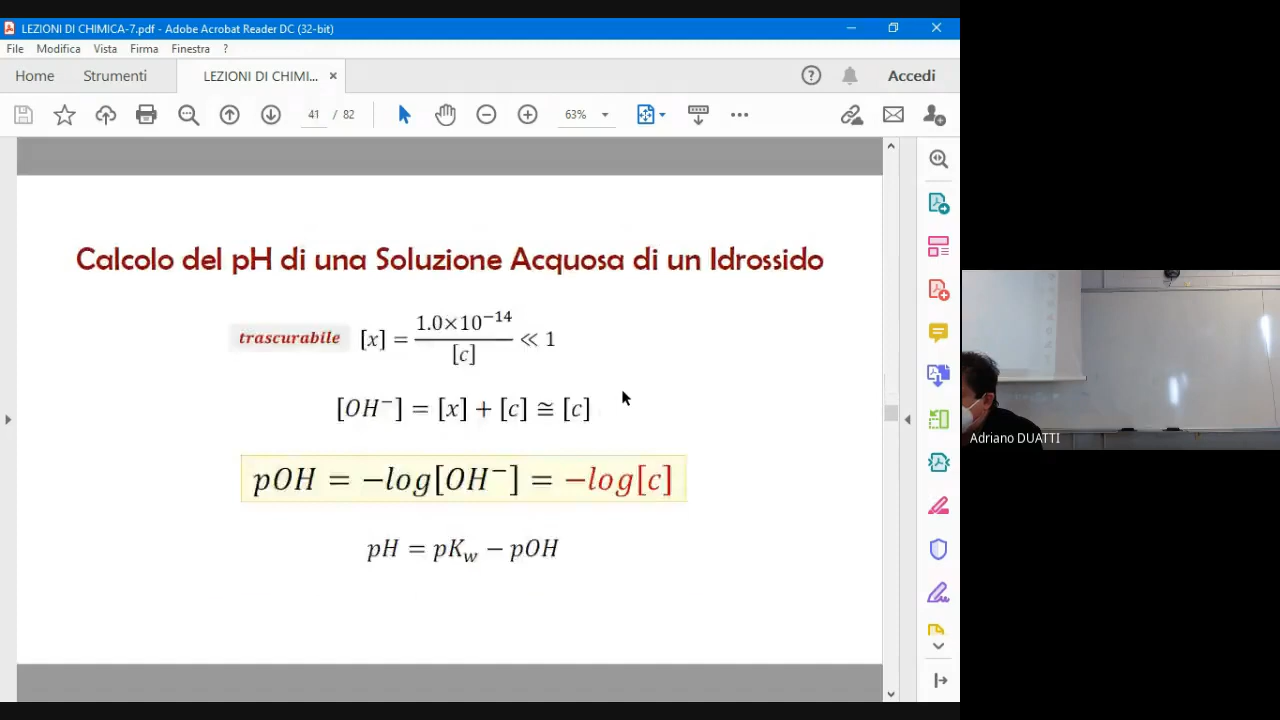 LEZIONI DI CHIMICA-7.pdf - Adobe Acrobat Reader DC (32-bit)
File Modifica Vista Firma Finestra ?
Home Strumenti LEZIONI DI CHIMI... × Accedi
41 / 82 63%
Calcolo del pH di una Soluzione Acquosa di un Idrossido
trascurabile [x] = 1.0×10⁻¹⁴ / [c] ≪ 1
[OH⁻] = [x] + [c] ≅ [c]
pOH = −log[OH⁻] = −log[c]
pH = pK_w − pOH
Adriano DUATTI